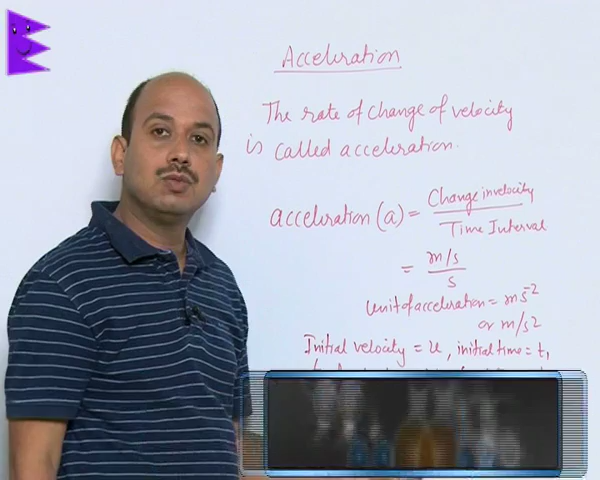 Acceleration
The rate of change of velocity
is called acceleration.
acceleration (a) = Change in velocity / Time Interval
= m/s / s
Unit of acceleration = ms⁻²
or m/s2
Initial velocity = u, initial time = t,